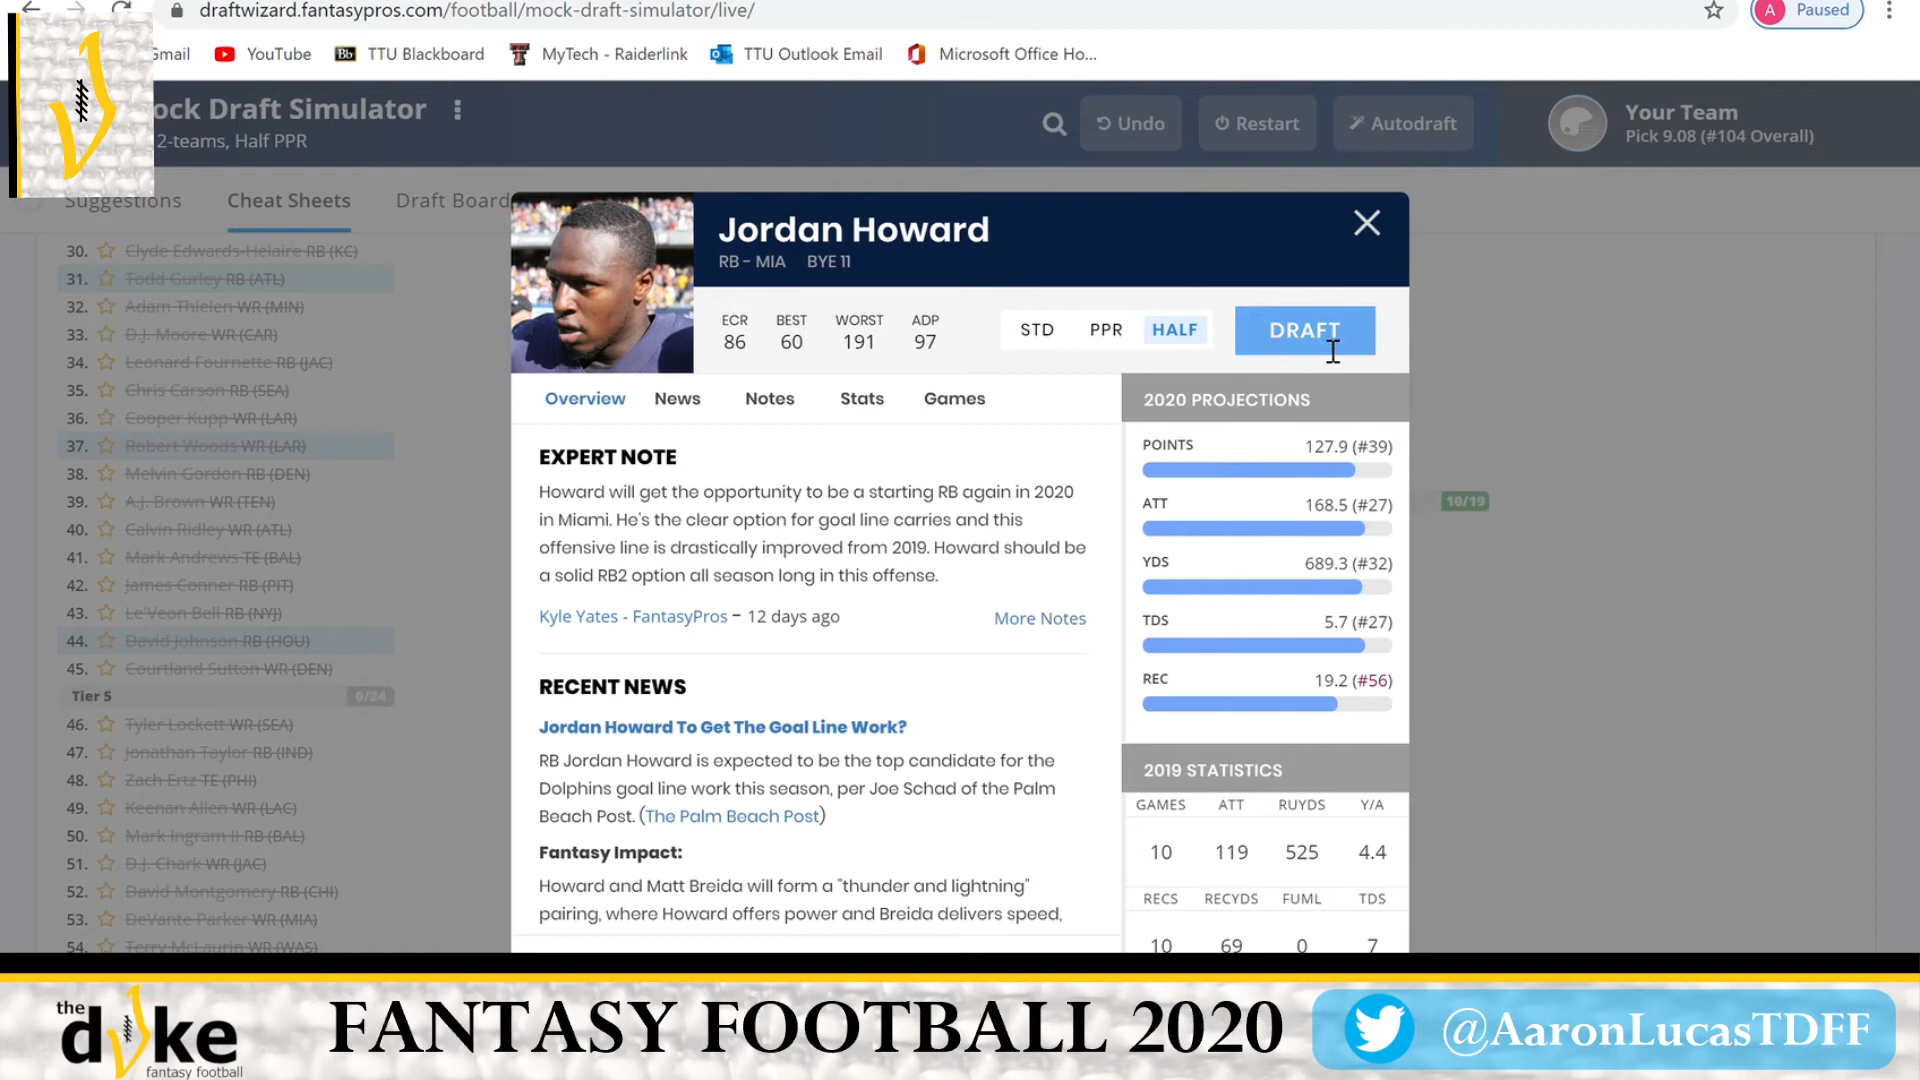 draftwizard.fantasypros.com/football/mock-draft-simulator/live/
A Paused
mail YouTube Bb TTU Blackboard MyTech - Raiderlink TTU Outlook Email Microsoft Office Ho...
ock Draft Simulator
2-teams, Half PPR
Undo Restart Autodraft
Your Team
Pick 9.08 (#104 Overall)
Suggestions Cheat Sheets Draft Board
30. Clyde Edwards-Helaire RB (KC)
31. Todd Gurley RB (ATL)
32. Adam Thielen WR (MIN)
33. D.J. Moore WR (CAR)
34. Leonard Fournette RB (JAC)
35. Chris Carson RB (SEA)
36. Cooper Kupp WR (LAR)
37. Robert Woods WR (LAR)
38. Melvin Gordon RB (DEN)
39. A.J. Brown WR (TEN)
40. Calvin Ridley WR (ATL)
41. Mark Andrews TE (BAL)
42. James Conner RB (PIT)
43. Le'Veon Bell RB (NYJ)
44. David Johnson RB (HOU)
45. Courtland Sutton WR (DEN)
Tier 5 0/24
46. Tyler Lockett WR (SEA)
47. Jonathan Taylor RB (IND)
48. Zach Ertz TE (PHI)
49. Keenan Allen WR (LAC)
50. Mark Ingram II RB (BAL)
51. D.J. Chark WR (JAC)
52. David Montgomery RB (CHI)
53. DeVante Parker WR (MIA)
54. Terry McLaurin WR (WAS)
Jordan Howard
RB - MIA BYE 11
ECR BEST WORST ADP
86 60 191 97
STD PPR HALF DRAFT
Overview News Notes Stats Games
EXPERT NOTE
Howard will get the opportunity to be a starting RB again in 2020
in Miami. He's the clear option for goal line carries and this
offensive line is drastically improved from 2019. Howard should be
a solid RB2 option all season long in this offense.
Kyle Yates - FantasyPros - 12 days ago More Notes
RECENT NEWS
Jordan Howard To Get The Goal Line Work?
RB Jordan Howard is expected to be the top candidate for the
Dolphins goal line work this season, per Joe Schad of the Palm
Beach Post. (The Palm Beach Post)
Fantasy Impact:
Howard and Matt Breida will form a "thunder and lightning"
pairing, where Howard offers power and Breida delivers speed,
2020 PROJECTIONS
POINTS 127.9 (#39)
ATT 168.5 (#27)
YDS 689.3 (#32)
TDS 5.7 (#27)
REC 19.2 (#56)
2019 STATISTICS
GAMES ATT RUYDS Y/A
10 119 525 4.4
RECS RECYDS FUML TDS
10 69 0 7
10/19
the
dyke
fantasy football
FANTASY FOOTBALL 2020
@AaronLucasTDFF